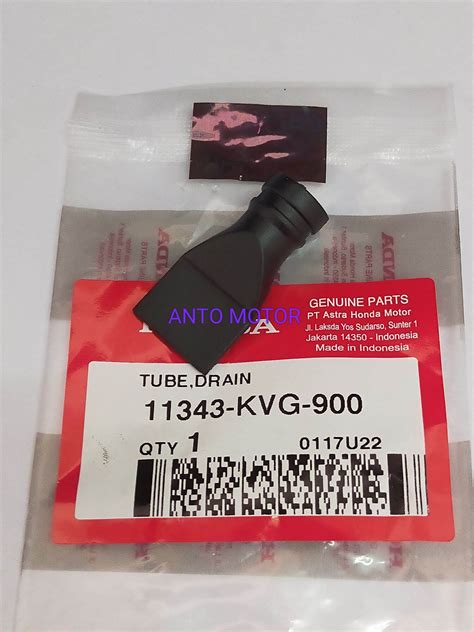 ANTO MOTOR
GENUINE PARTS
PT Astra Honda Motor
Jl. Laksda Yos Sudarso, Sunter 1
Jakarta 14350 - Indonesia
Made in Indonesia
TUBE,DRAIN
11343-KVG-900
QTY 1 0117U22